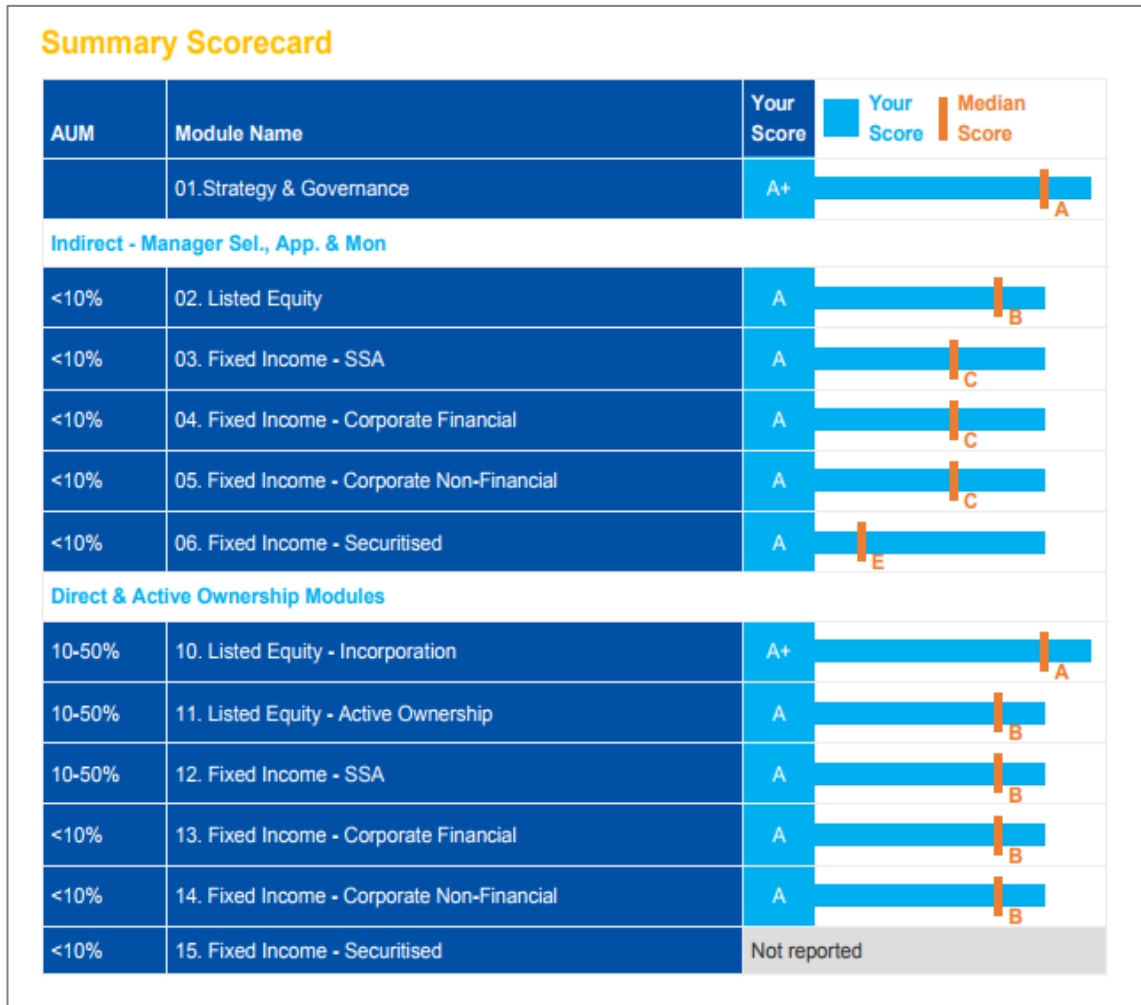 Summary Scorecard
AUM Module Name Your Score Your Score Median Score
01.Strategy & Governance A+ A
Indirect - Manager Sel., App. & Mon
<10% 02. Listed Equity A B
<10% 03. Fixed Income - SSA A C
<10% 04. Fixed Income - Corporate Financial A C
<10% 05. Fixed Income - Corporate Non-Financial A C
<10% 06. Fixed Income - Securitised A E
Direct & Active Ownership Modules
10-50% 10. Listed Equity - Incorporation A+ A
10-50% 11. Listed Equity - Active Ownership A B
10-50% 12. Fixed Income - SSA A B
<10% 13. Fixed Income - Corporate Financial A B
<10% 14. Fixed Income - Corporate Non-Financial A B
<10% 15. Fixed Income - Securitised Not reported